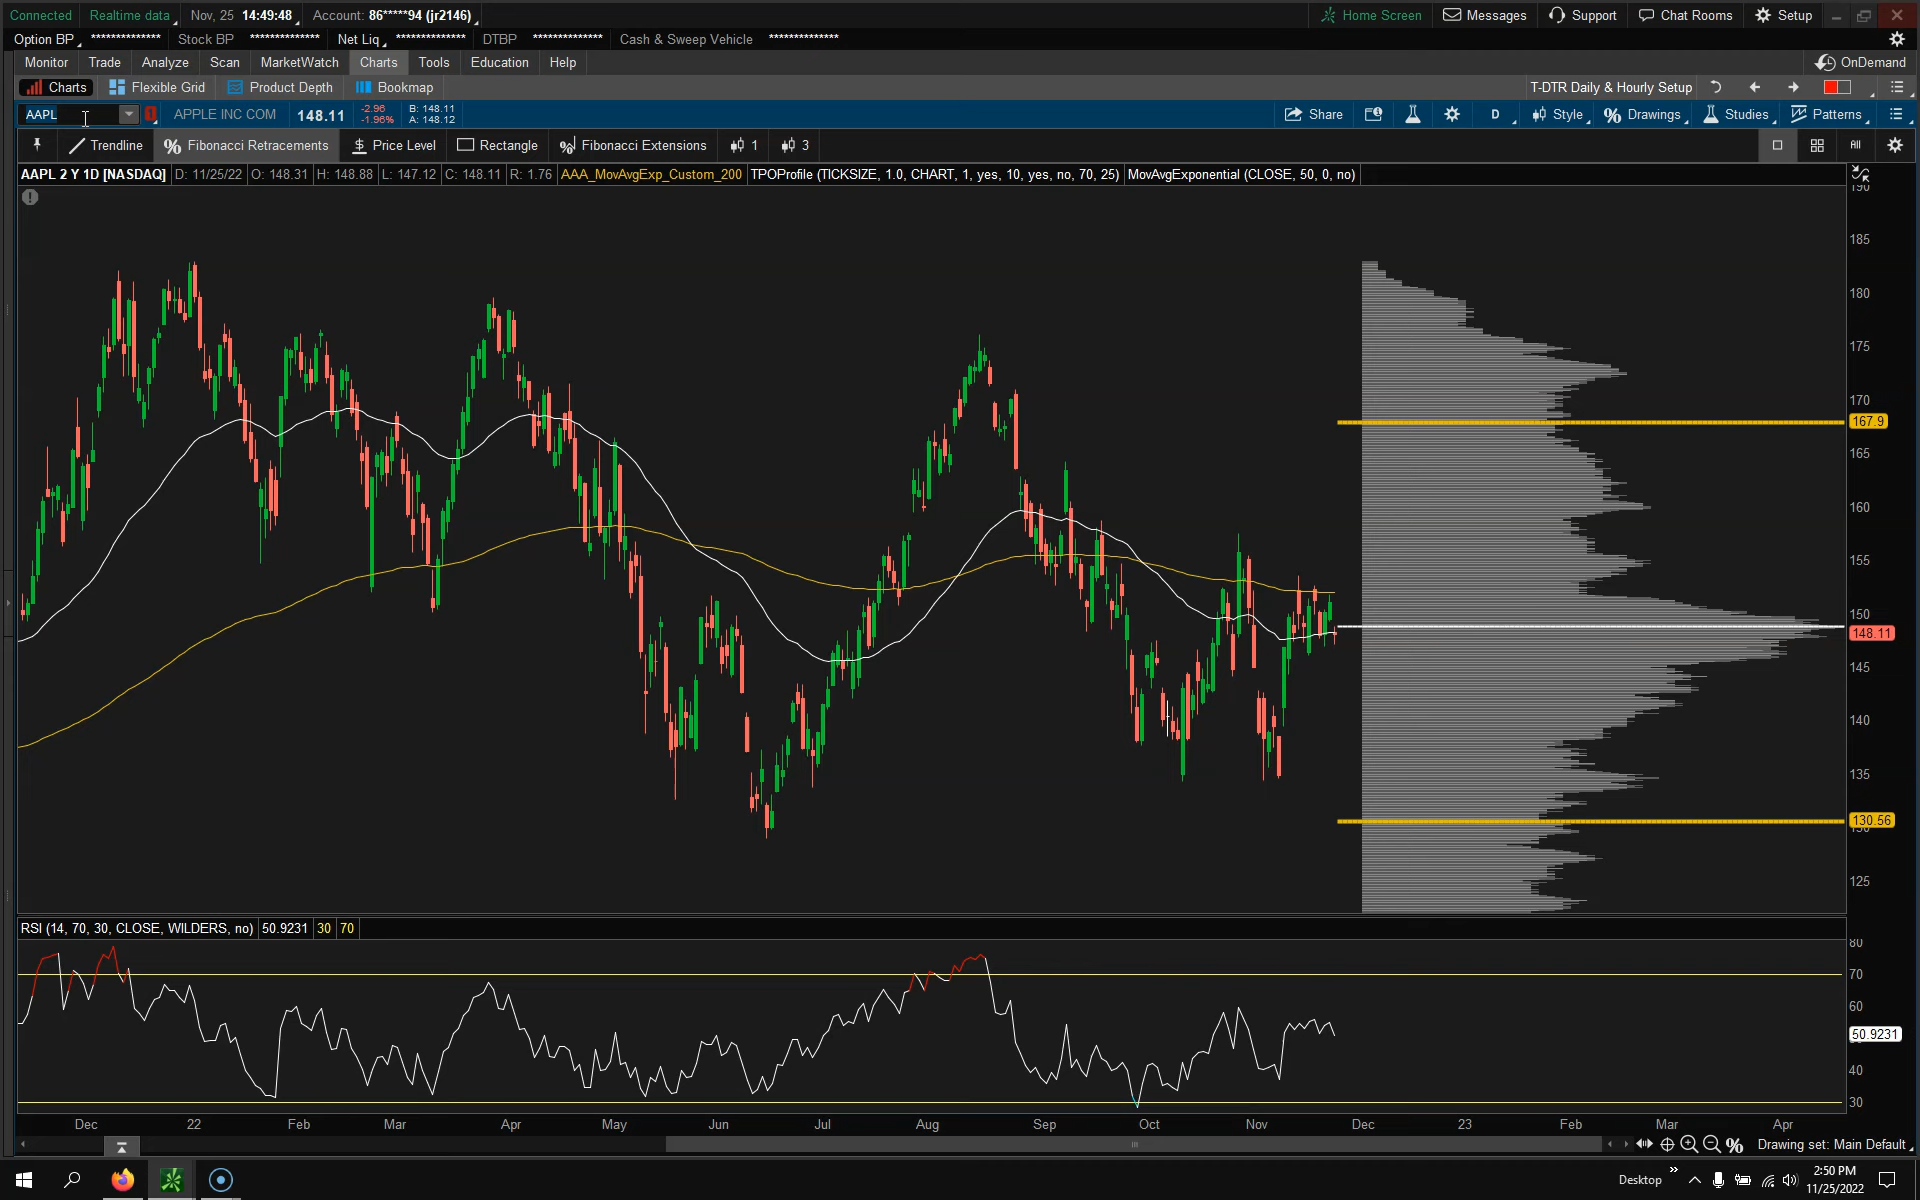 Connected Realtime data Nov, 25 14:49:48 Account: 86*****94 (jr2146) Home Screen Messages Support Chat Rooms Setup
Option BP ************** Stock BP ************** Net Liq ************** DTBP ************** Cash & Sweep Vehicle **************
Monitor Trade Analyze Scan MarketWatch Charts Tools Education Help OnDemand
Charts Flexible Grid Product Depth Bookmap T-DTR Daily & Hourly Setup
AAPL 1 APPLE INC COM 148.11 -2.96 -1.96% B: 148.11 A: 148.12 Share D Style Drawings Studies Patterns
Trendline % Fibonacci Retracements $ Price Level Rectangle Fibonacci Extensions 1 3 All
AAPL 2 Y 1D [NASDAQ] D: 11/25/22 O: 148.31 H: 148.88 L: 147.12 C: 148.11 R: 1.76 AAA_MovAvgExp_Custom_200 TPOProfile (TICKSIZE, 1.0, CHART, 1, yes, 10, yes, no, 70, 25) MovAvgExponential (CLOSE, 50, 0, no)
190
185
180
175
170
167.9
165
160
155
150
148.11
145
140
135
130.56
130
125
RSI (14, 70, 30, CLOSE, WILDERS, no) 50.9231 30 70
80
70
60
50.9231
40
30
Dec 22 Feb Mar Apr May Jun Jul Aug Sep Oct Nov Dec 23 Feb Mar Apr
Drawing set: Main Default
Desktop 2:50 PM
11/25/2022